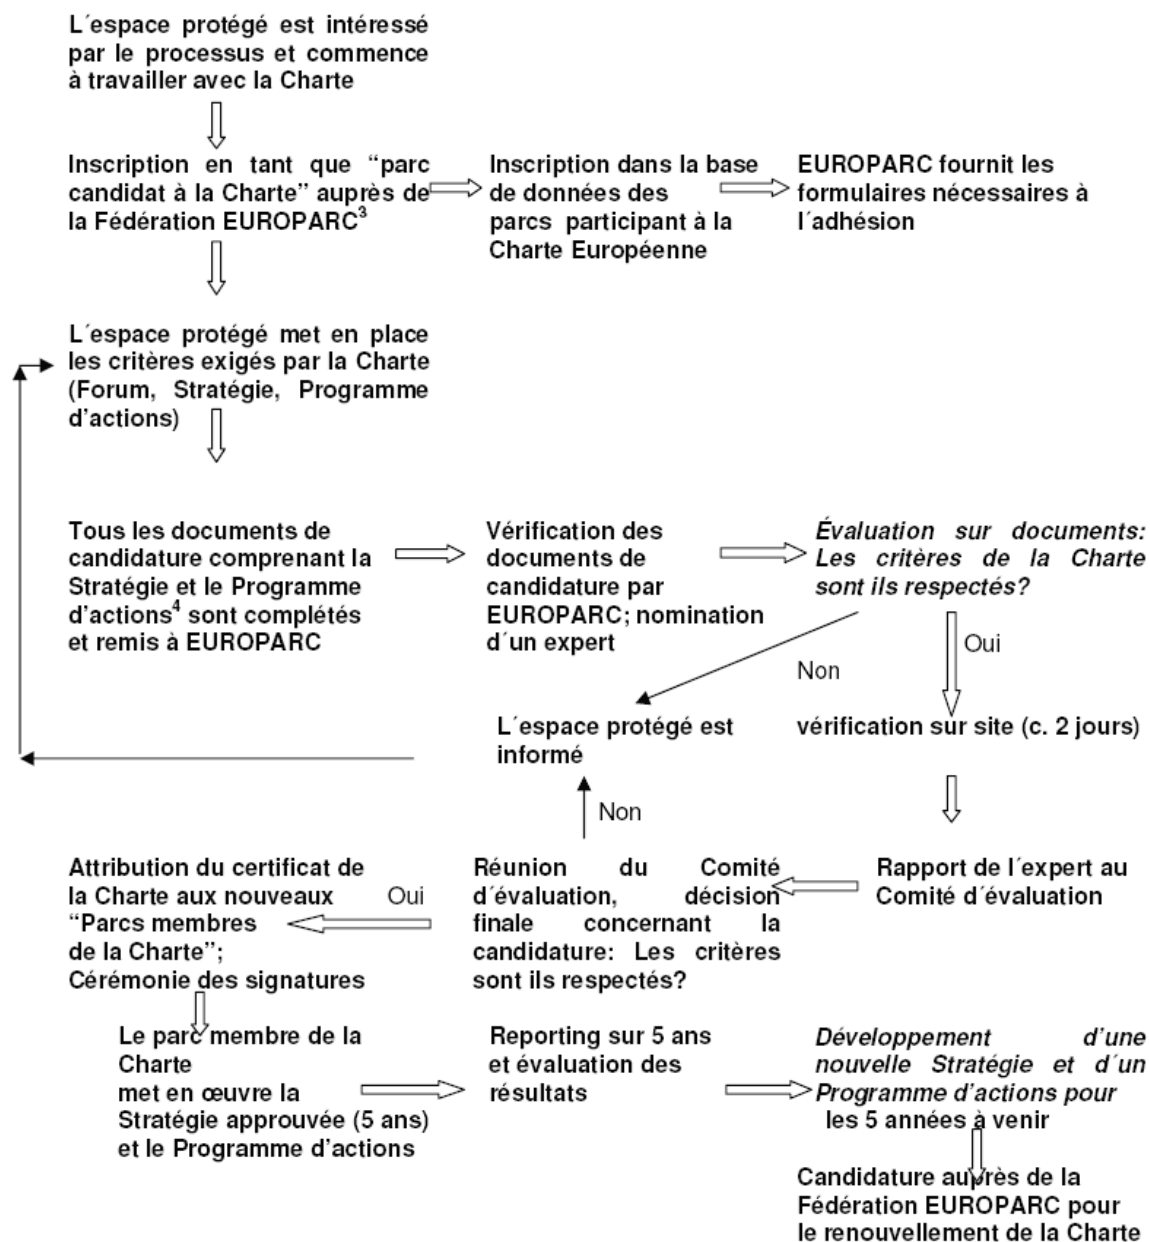 L´espace protégé est intéressé
par le processus et commence
à travailler avec la Charte
Inscription en tant que “parc
candidat à la Charte” auprès de
la Fédération EUROPARC3
Inscription dans la base
de données des
parcs participant à la
Charte Européenne
EUROPARC fournit les
formulaires nécessaires à
l´adhésion
L´espace protégé met en place
les critères exigés par la Charte
(Forum, Stratégie, Programme
d’actions)
Tous les documents de
candidature comprenant la
Stratégie et le Programme
d’actions4 sont complétés
et remis à EUROPARC
Vérification des
documents de
candidature par
EUROPARC; nomination
d´un expert
Évaluation sur documents:
Les critères de la Charte
sont ils respectés?
Oui
Non
L´espace protégé est
informé
vérification sur site (c. 2 jours)
Non
Rapport de l´expert au
Comité d´évaluation
Réunion du Comité
d´évaluation, décision
finale concernant la
candidature: Les critères
sont ils respectés?
Oui
Attribution du certificat de
la Charte aux nouveaux
“Parcs membres
de la Charte”;
Cérémonie des signatures
Le parc membre de la
Charte
met en œuvre la
Stratégie approuvée (5 ans)
et le Programme d’actions
Reporting sur 5 ans
et évaluation des
résultats
Développement d’une
nouvelle Stratégie et d´un
Programme d’actions pour
les 5 années à venir
Candidature auprès de la
Fédération EUROPARC pour
le renouvellement de la Charte